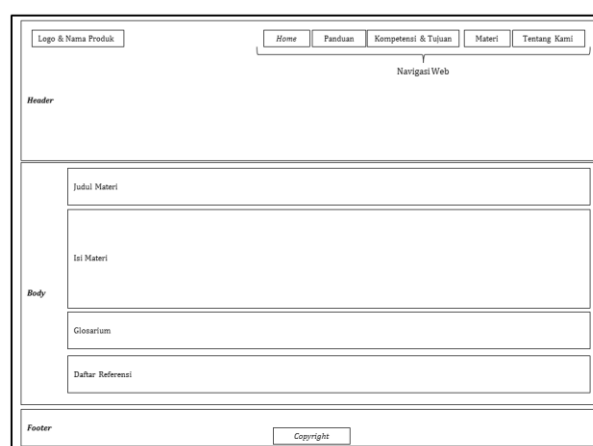 Logo & Nama Produk
Home
Panduan
Kompetensi & Tujuan
Materi
Tentang Kami
Navigasi Web
Header
Judul Materi
Isi Materi
Body
Glosarium
Daftar Referensi
Footer
Copyright